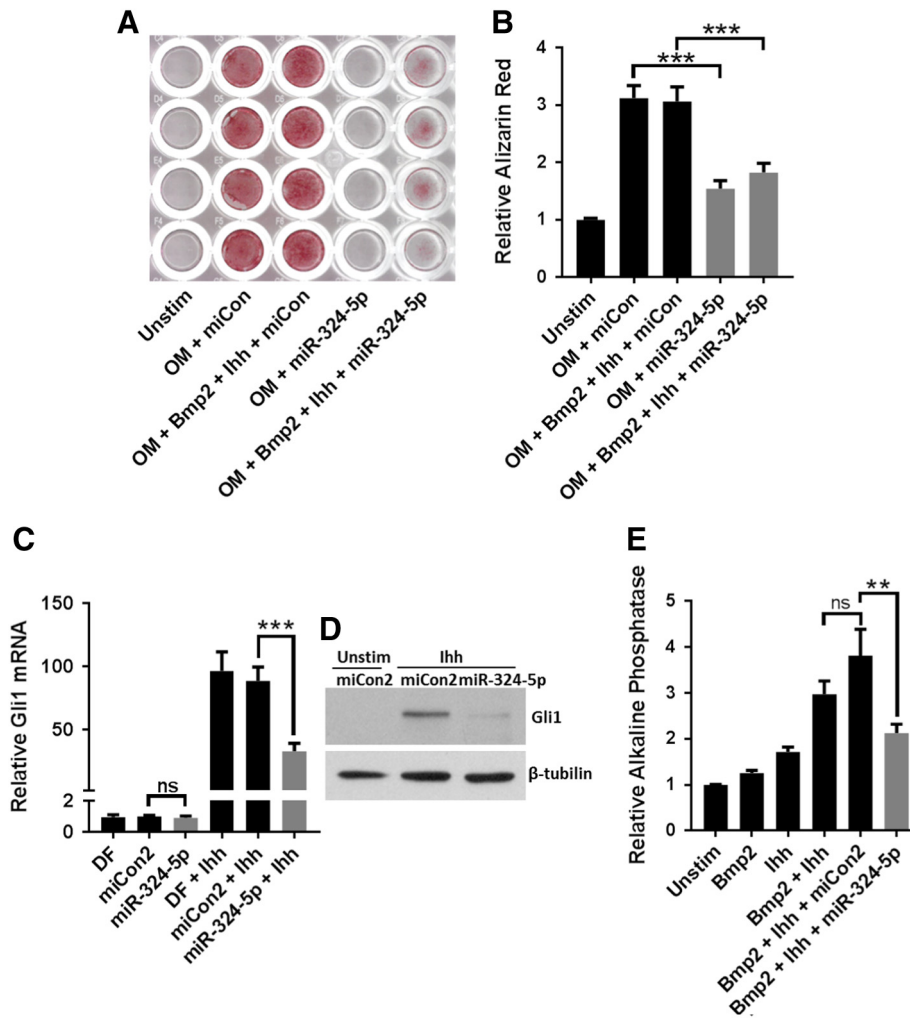 A
Unstim
OM + miCon
OM + Bmp2 + Ihh + miCon
OM + miR-324-5p
OM + Bmp2 + Ihh + miR-324-5p
B
Relative Alizarin Red
4
3
2
1
0
***
***
Unstim
OM + miCon
OM + Bmp2 + Ihh + miCon
OM + miR-324-5p
OM + Bmp2 + Ihh + miR-324-5p
C
Relative Gli1 mRNA
150
100
50
2
0
ns
***
DF
miCon2
miR-324-5p
DF + Ihh
miCon2 + Ihh
miR-324-5p + Ihh
D
Unstim Ihh
miCon2 miCon2 miR-324-5p
Gli1
β-tubilin
E
Relative Alkaline Phosphatase
5
4
3
2
1
0
ns
**
Unstim
Bmp2
Ihh
Bmp2 + Ihh
Bmp2 + Ihh + miCon2
Bmp2 + Ihh + miR-324-5p